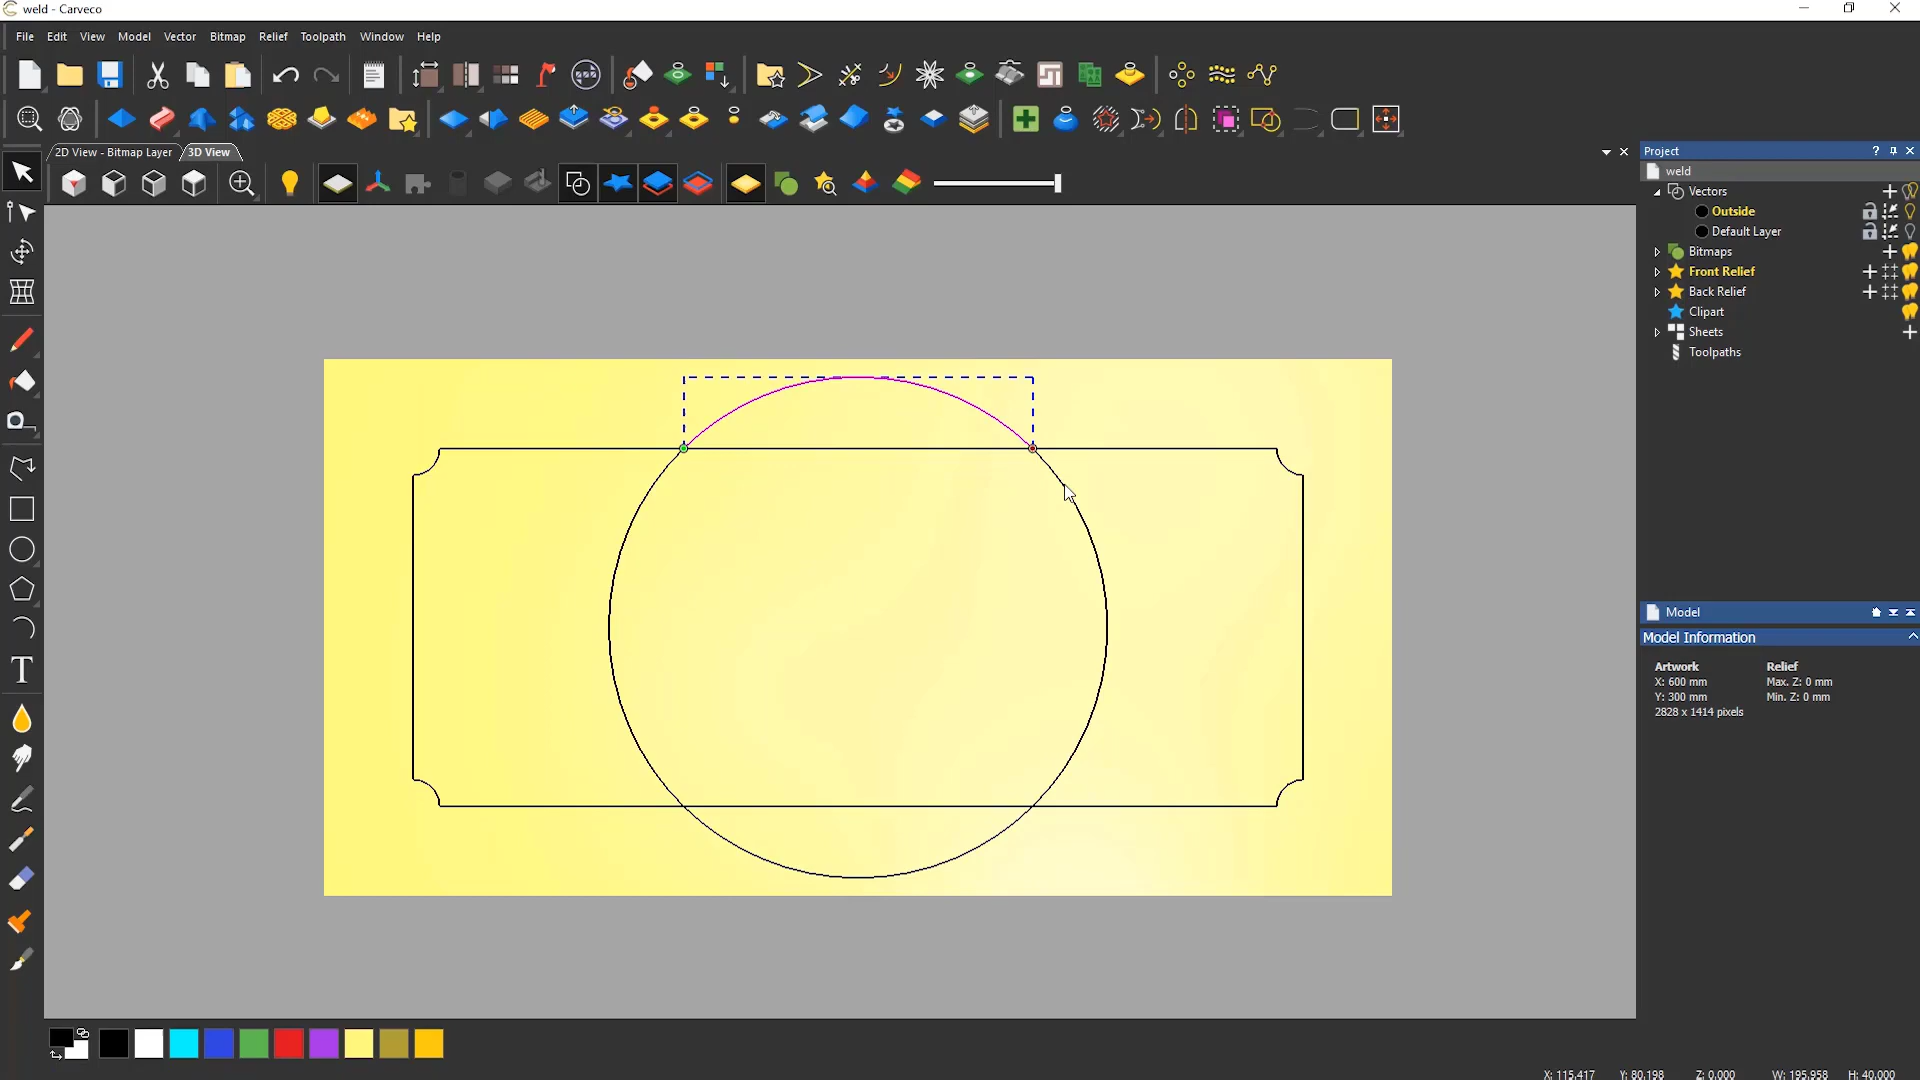 weld - Carveco
File Edit View Model Vector Bitmap Relief Toolpath Window Help
2D View - Bitmap Layer 3D View
Project ?
weld
Vectors
Outside
Default Layer
Bitmaps
Front Relief
Back Relief
Clipart
Sheets
Toolpaths
T
Model
Model Information
Artwork Relief
X: 600 mm Max. Z: 0 mm
Y: 300 mm Min. Z: 0 mm
2828 x 1414 pixels
X: 115.417 Y: 80.198 Z: 0.000 W: 195.958 H: 40.000